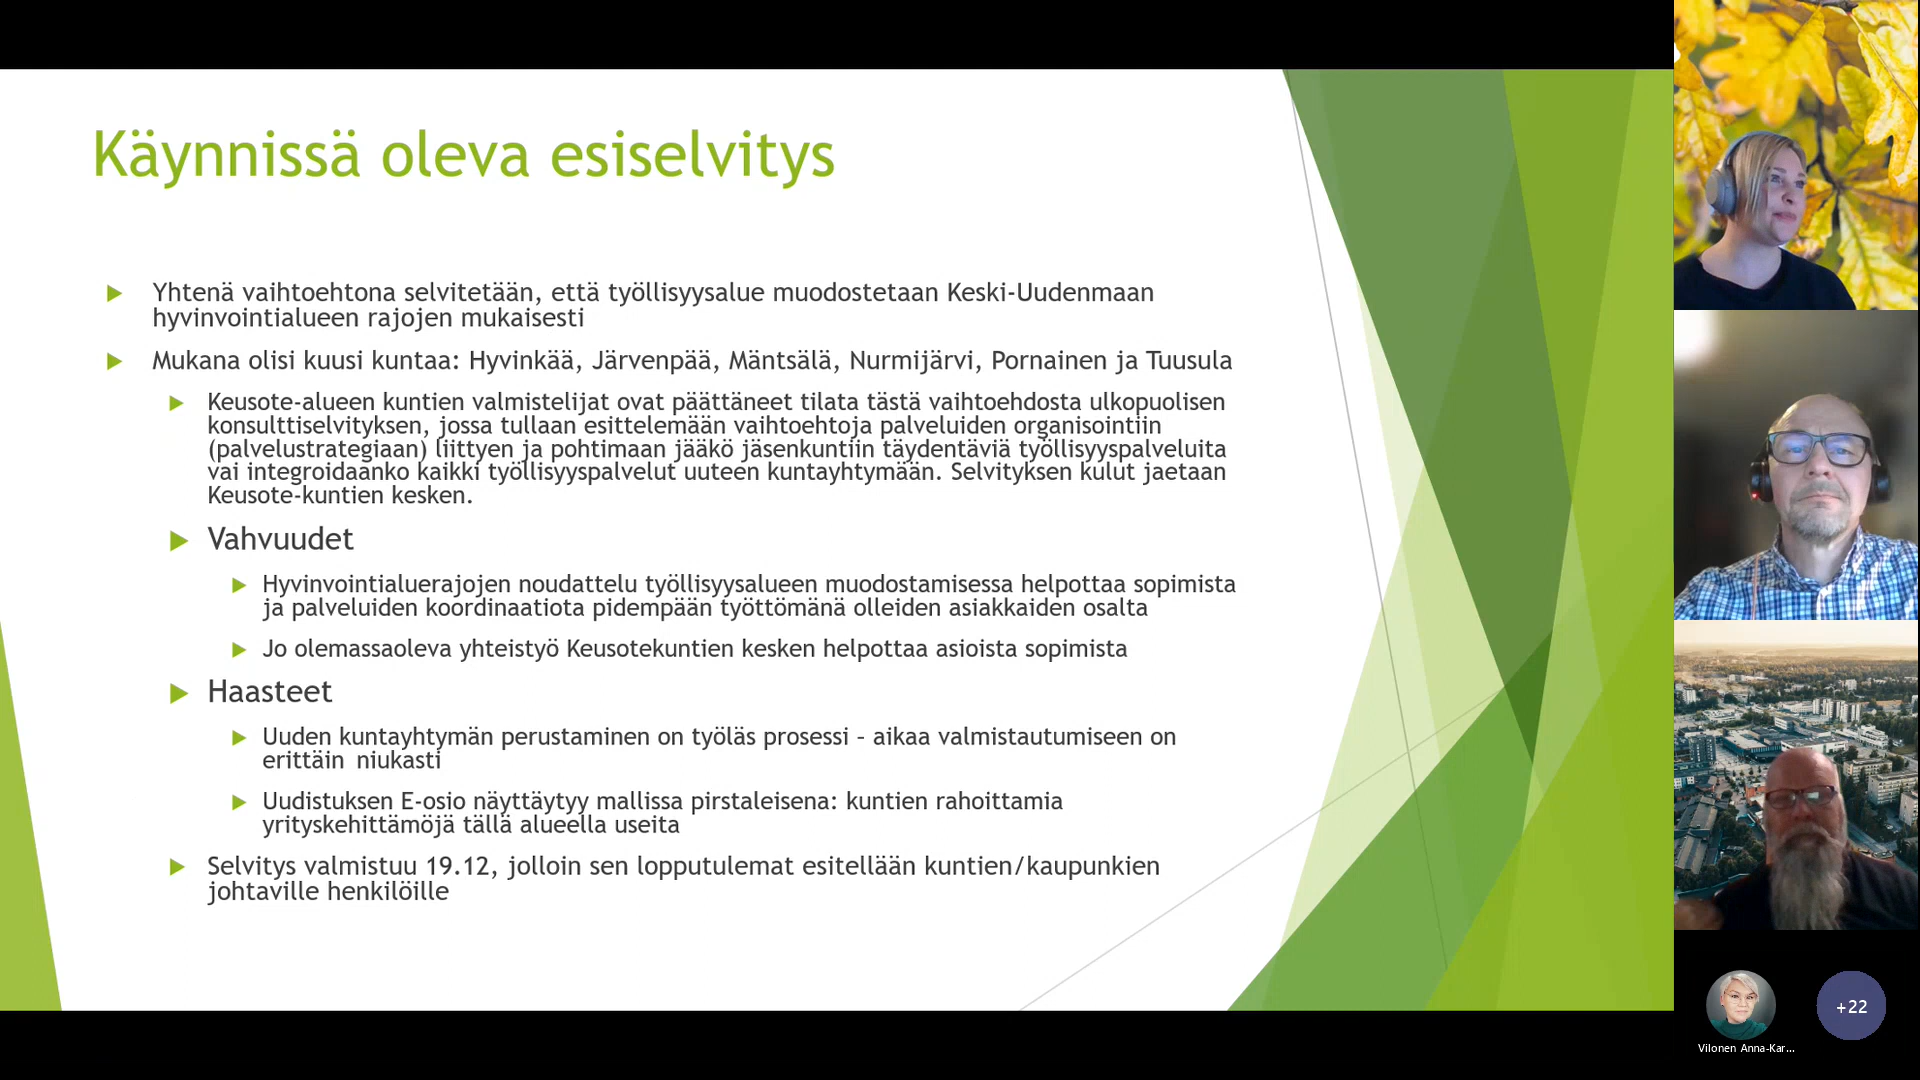 Käynnissä oleva esiselvitys
Yhtenä vaihtoehtona selvitetään, että työllisyysalue muodostetaan Keski-Uudenmaan
hyvinvointialueen rajojen mukaisesti
Mukana olisi kuusi kuntaa: Hyvinkää, Järvenpää, Mäntsälä, Nurmijärvi, Pornainen ja Tuusula
Keusote-alueen kuntien valmistelijat ovat päättäneet tilata tästä vaihtoehdosta ulkopuolisen
konsulttiselvityksen, jossa tullaan esittelemään vaihtoehtoja palveluiden organisointiin
(palvelustrategiaan) liittyen ja pohtimaan jääkö jäsenkuntiin täydentäviä työllisyyspalveluita
vai integroidaanko kaikki työllisyyspalvelut uuteen kuntayhtymään. Selvityksen kulut jaetaan
Keusote-kuntien kesken.
Vahvuudet
Hyvinvointialuerajojen noudattelu työllisyysalueen muodostamisessa helpottaa sopimista
ja palveluiden koordinaatiota pidempään työttömänä olleiden asiakkaiden osalta
Jo olemassaoleva yhteistyö Keusotekuntien kesken helpottaa asioista sopimista
Haasteet
Uuden kuntayhtymän perustaminen on työläs prosessi – aikaa valmistautumiseen on
erittäin niukasti
Uudistuksen E-osio näyttäytyy mallissa pirstaleisena: kuntien rahoittamia
yrityskehittämöjä tällä alueella useita
Selvitys valmistuu 19.12, jolloin sen lopputulemat esitellään kuntien/kaupunkien
johtaville henkilöille
+22
Vilonen Anna-Kar...